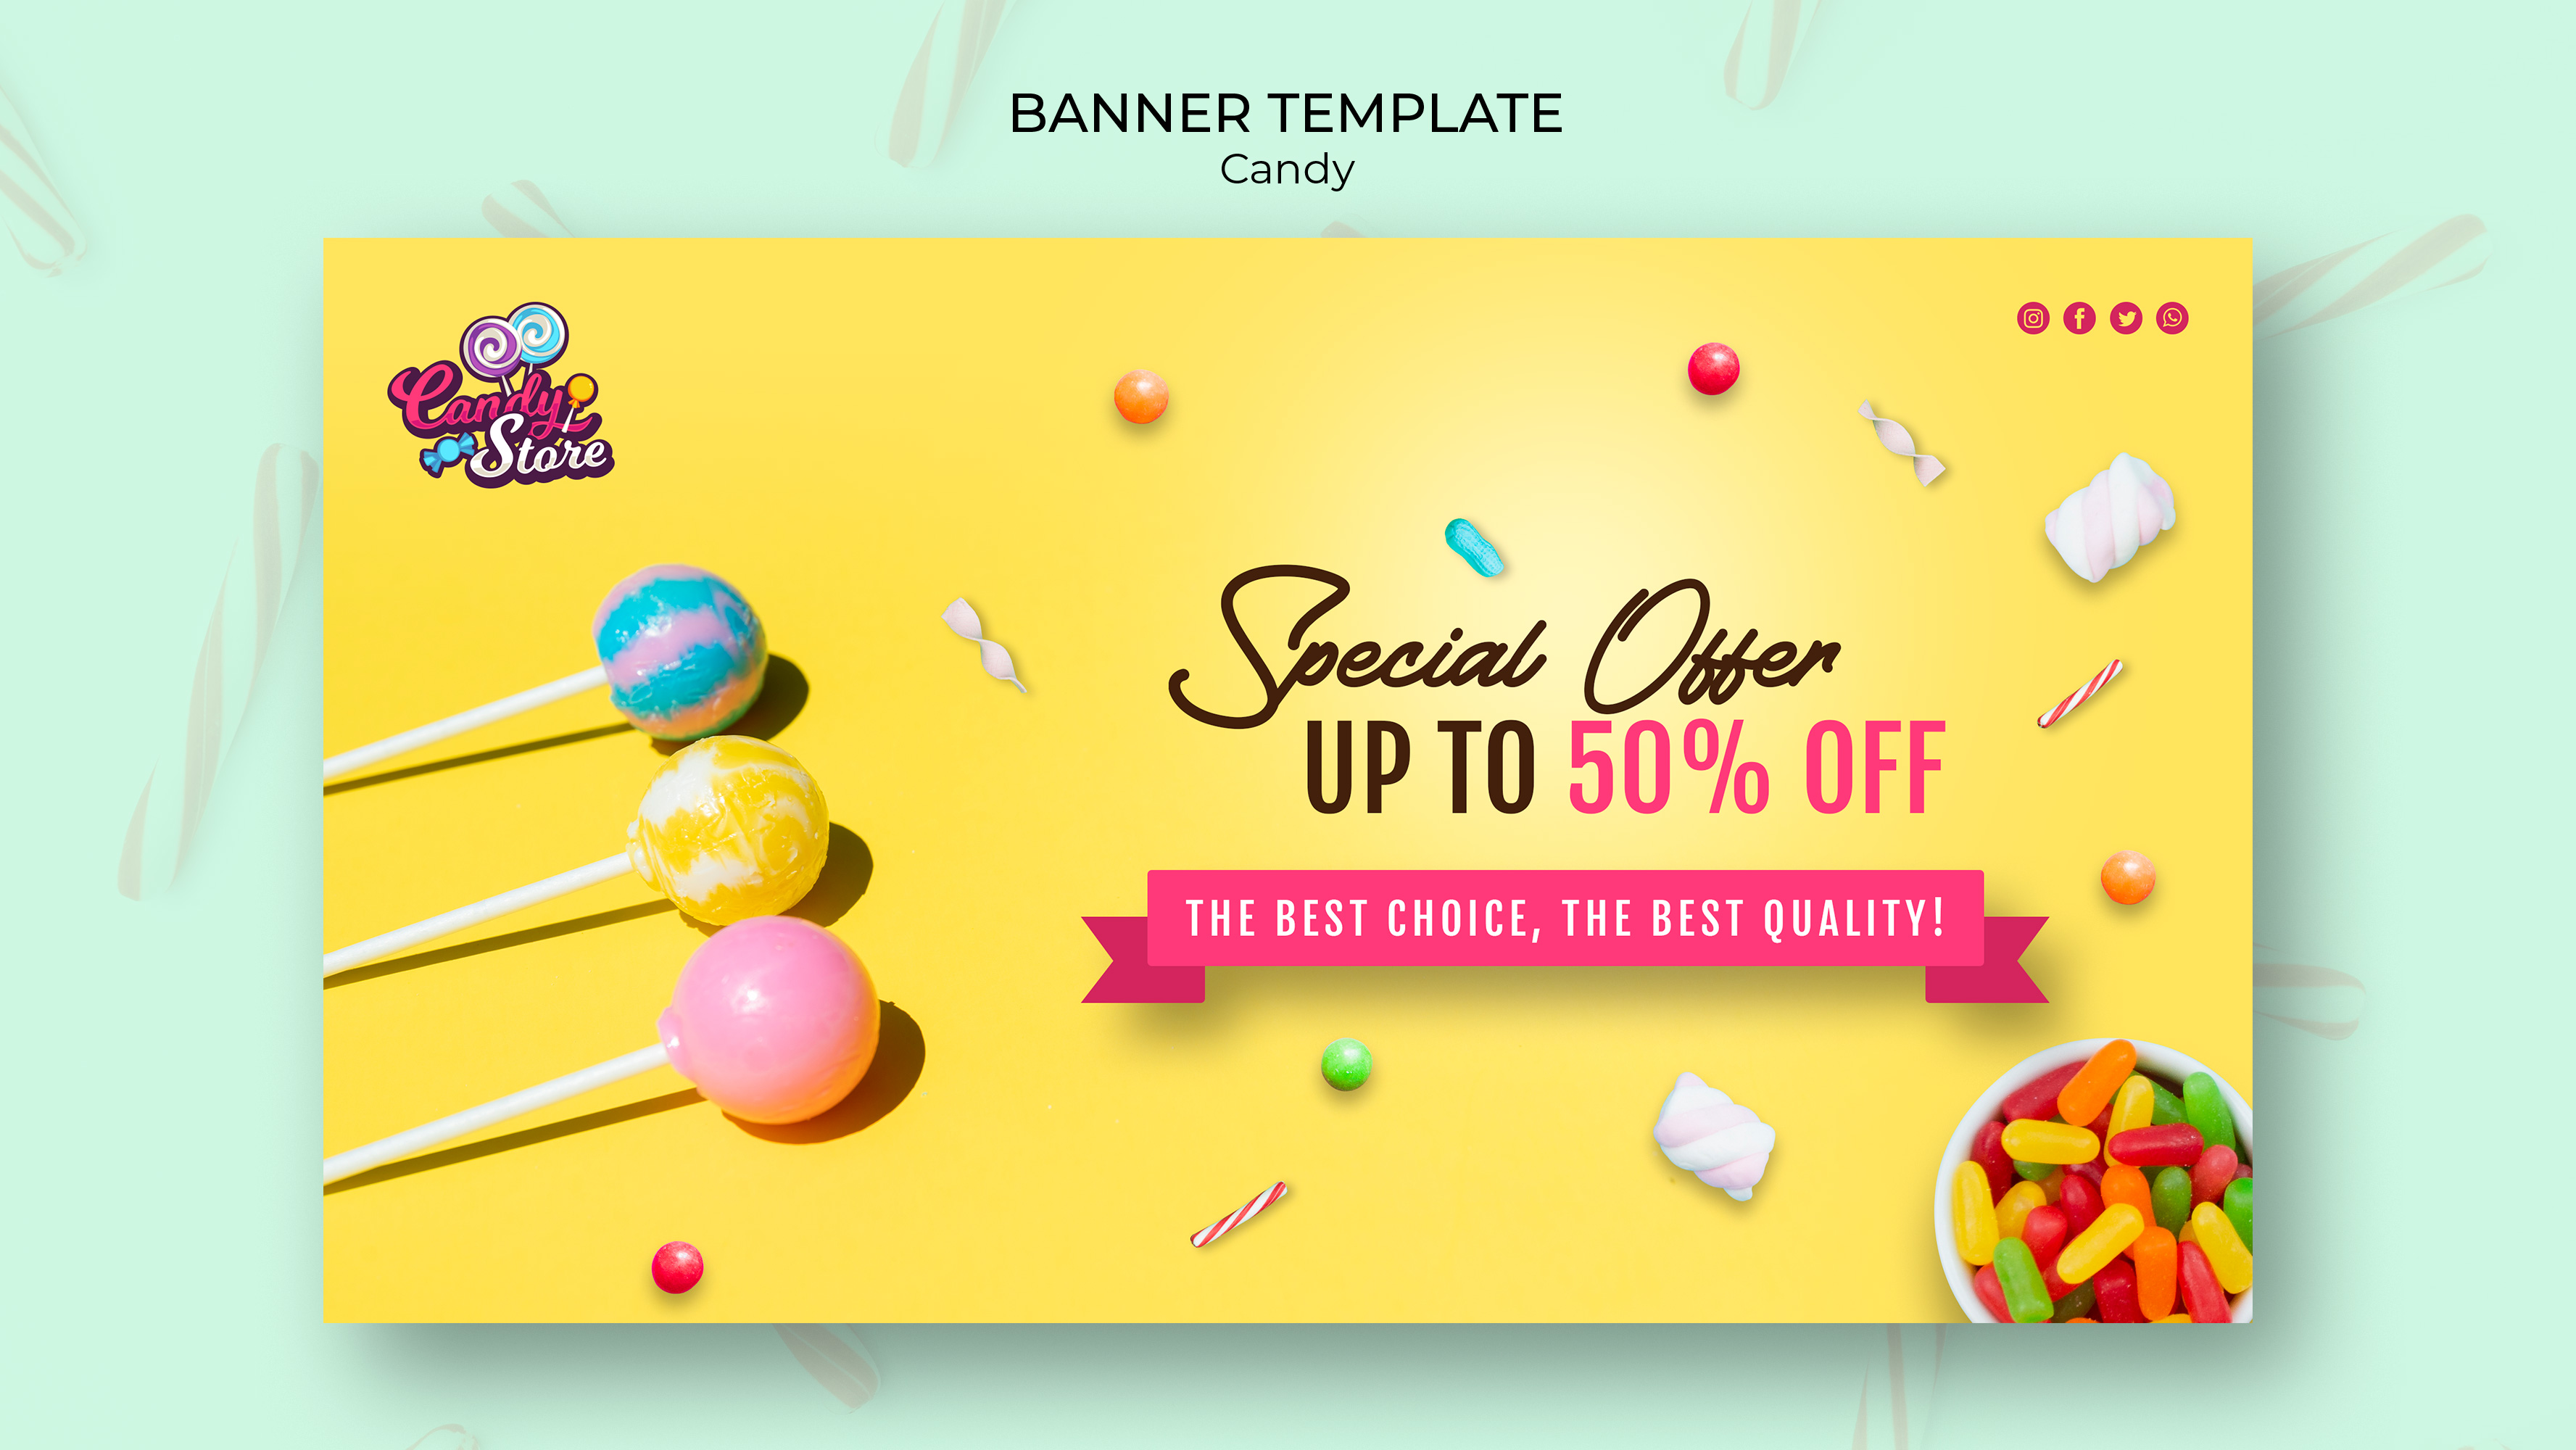 BANNER TEMPLATE
Candy
Candy
Store
Special Offer
UP TO 50% OFF
THE BEST CHOICE, THE BEST QUALITY!